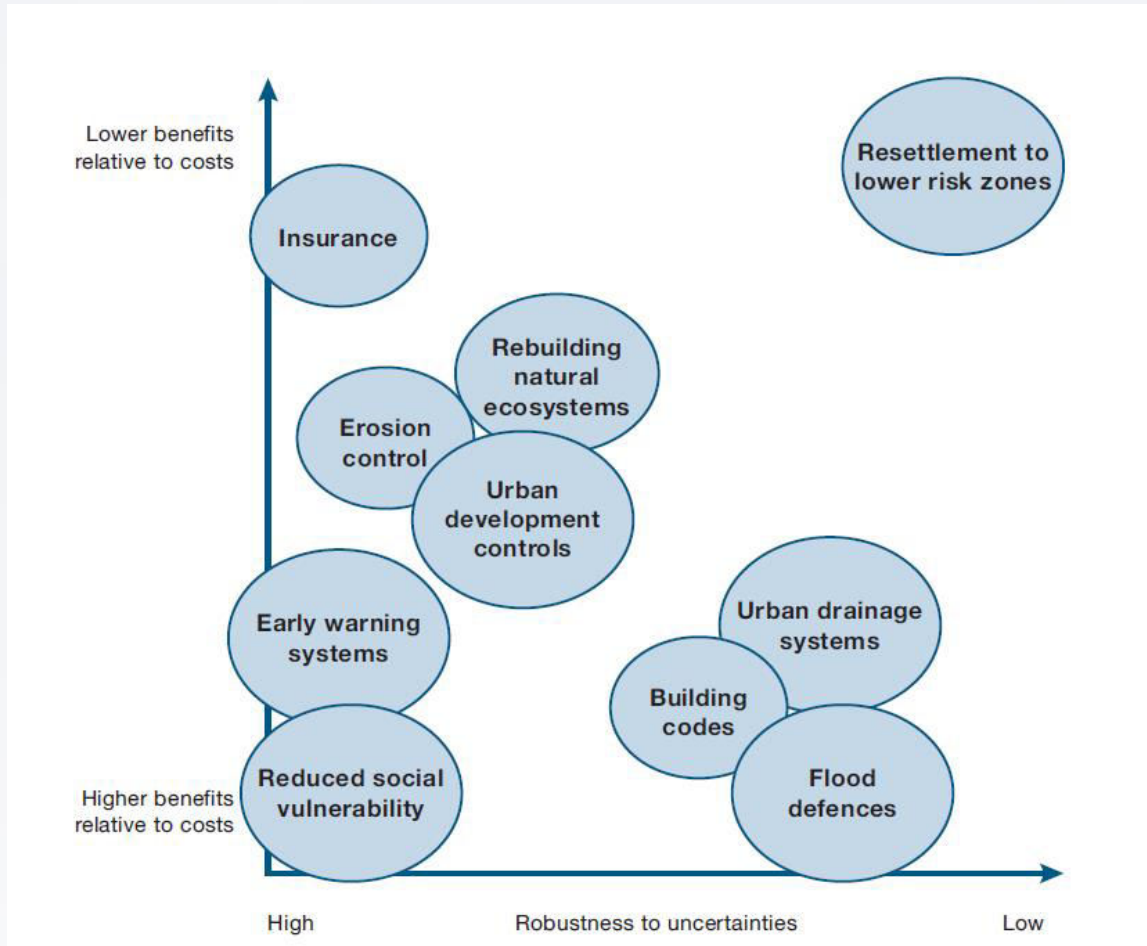 Lower benefits
relative to costs
Resettlement to
lower risk zones
Insurance
Rebuilding
natural
ecosystems
Erosion
control
Urban
development
controls
Early warning
systems
Urban drainage
systems
Building
codes
Reduced social
vulnerability
Flood
defences
Higher benefits
relative to costs
High
Robustness to uncertainties
Low